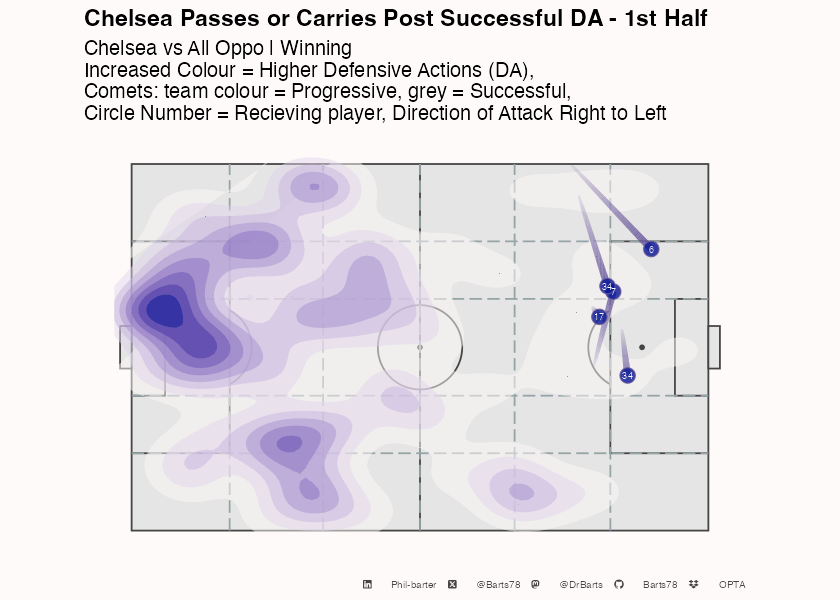 Chelsea Passes or Carries Post Successful DA - 1st Half
Chelsea vs All Oppo | Winning
Increased Colour = Higher Defensive Actions (DA),
Comets: team colour = Progressive, grey = Successful,
Circle Number = Recieving player, Direction of Attack Right to Left
6
34 7
17
34
Phil-barter @Barts78 @DrBarts Barts78 OPTA